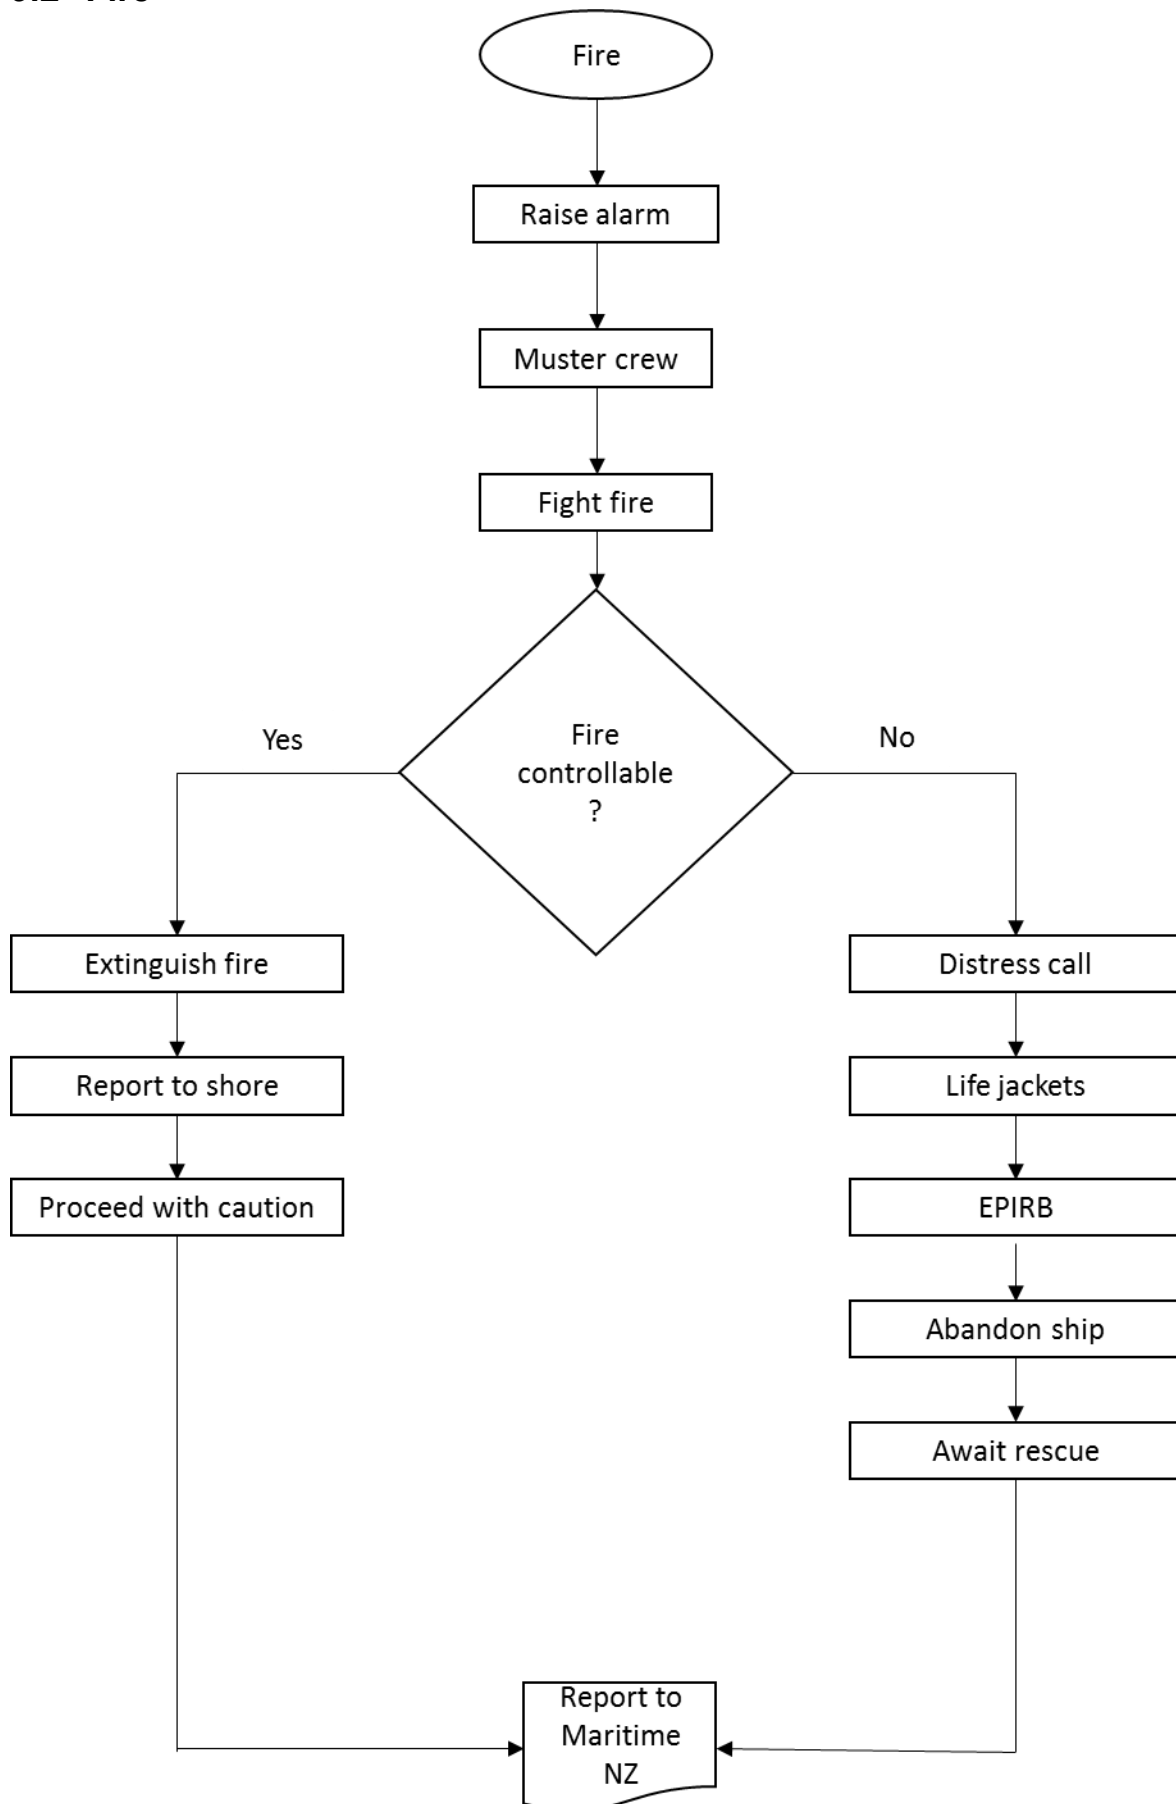 Fire
Raise alarm
Muster crew
Fight fire
Fire
controllable
?
Yes
No
Extinguish fire
Report to shore
Proceed with caution
Distress call
Life jackets
EPIRB
Abandon ship
Await rescue
Report to
Maritime
NZ